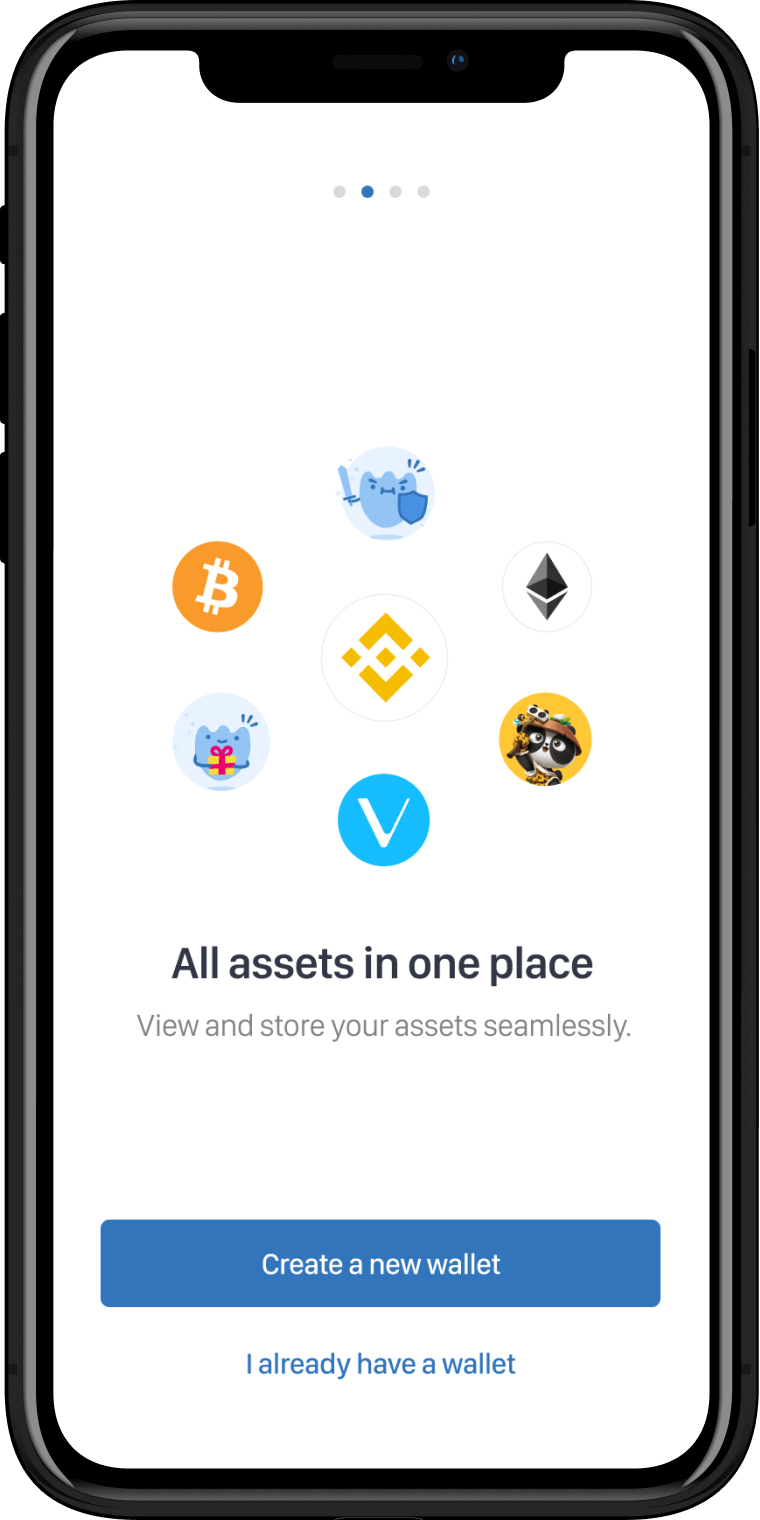 All assets in one place
View and store your assets seamlessly.
Create a new wallet
I already have a wallet